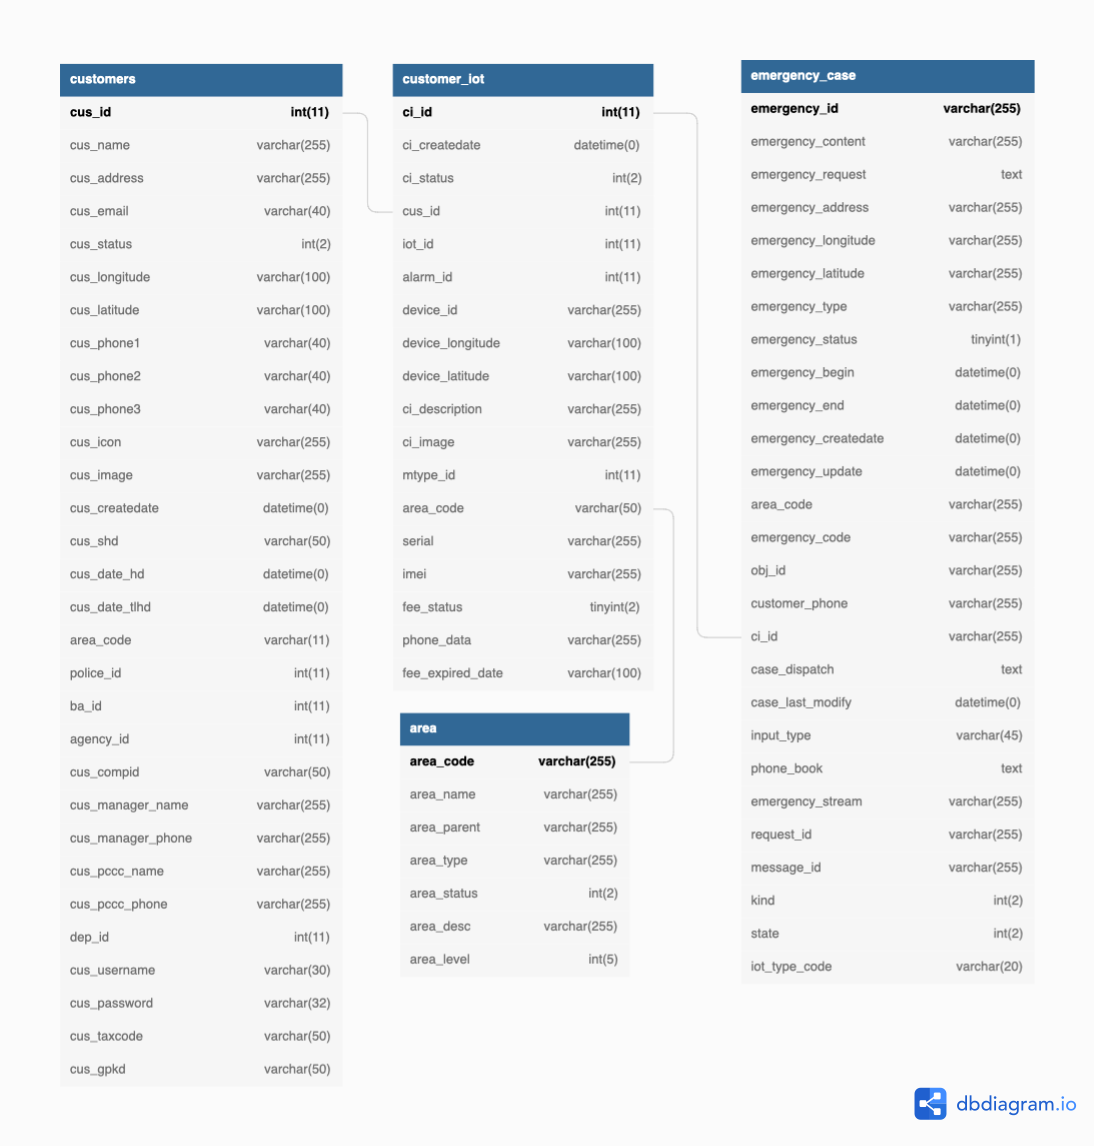 customers
cus_id int(11)
cus_name varchar(255)
cus_address varchar(255)
cus_email varchar(40)
cus_status int(2)
cus_longitude varchar(100)
cus_latitude varchar(100)
cus_phone1 varchar(40)
cus_phone2 varchar(40)
cus_phone3 varchar(40)
cus_icon varchar(255)
cus_image varchar(255)
cus_createdate datetime(0)
cus_shd varchar(50)
cus_date_hd datetime(0)
cus_date_tlhd datetime(0)
area_code varchar(11)
police_id int(11)
ba_id int(11)
agency_id int(11)
cus_compid varchar(50)
cus_manager_name varchar(255)
cus_manager_phone varchar(255)
cus_pccc_name varchar(255)
cus_pccc_phone varchar(255)
dep_id int(11)
cus_username varchar(30)
cus_password varchar(32)
cus_taxcode varchar(50)
cus_gpkd varchar(50)
customer_iot
ci_id int(11)
ci_createdate datetime(0)
ci_status int(2)
cus_id int(11)
iot_id int(11)
alarm_id int(11)
device_id varchar(255)
device_longitude varchar(100)
device_latitude varchar(100)
ci_description varchar(255)
ci_image varchar(255)
mtype_id int(11)
area_code varchar(50)
serial varchar(255)
imei varchar(255)
fee_status tinyint(2)
phone_data varchar(255)
fee_expired_date varchar(100)
area
area_code varchar(255)
area_name varchar(255)
area_parent varchar(255)
area_type varchar(255)
area_status int(2)
area_desc varchar(255)
area_level int(5)
emergency_case
emergency_id varchar(255)
emergency_content varchar(255)
emergency_request text
emergency_address varchar(255)
emergency_longitude varchar(255)
emergency_latitude varchar(255)
emergency_type varchar(255)
emergency_status tinyint(1)
emergency_begin datetime(0)
emergency_end datetime(0)
emergency_createdate datetime(0)
emergency_update datetime(0)
area_code varchar(255)
emergency_code varchar(255)
obj_id varchar(255)
customer_phone varchar(255)
ci_id varchar(255)
case_dispatch text
case_last_modify datetime(0)
input_type varchar(45)
phone_book text
emergency_stream varchar(255)
request_id varchar(255)
message_id varchar(255)
kind int(2)
state int(2)
iot_type_code varchar(20)
dbdiagram.io